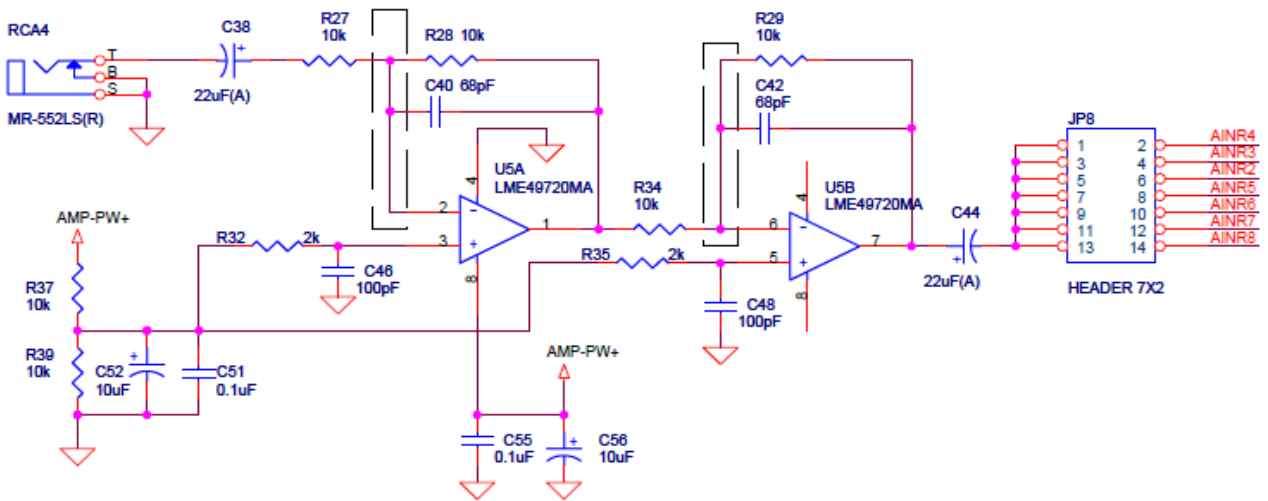 RCA4
T
B
S
MR-552LS(R)
C38
+
22uF(A)
R27
10k
R28 10k
C40 68pF
R29
10k
C42
68pF
4
U5A
LME49720MA
2
-
3
+
1
8
R34
10k
R35
2k
4
U5B
LME49720MA
6
-
5
+
7
8
C44
+
22uF(A)
JP8
1
2
AINR4
3
4
AINR3
5
6
AINR2
7
8
AINR5
9
10
AINR6
11
12
AINR7
13
14
AINR8
HEADER 7X2
AMP-PW+
R32
2k
C46
100pF
C48
100pF
R37
10k
R39
10k
+
C52
10uF
C51
0.1uF
AMP-PW+
C55
0.1uF
+
C56
10uF